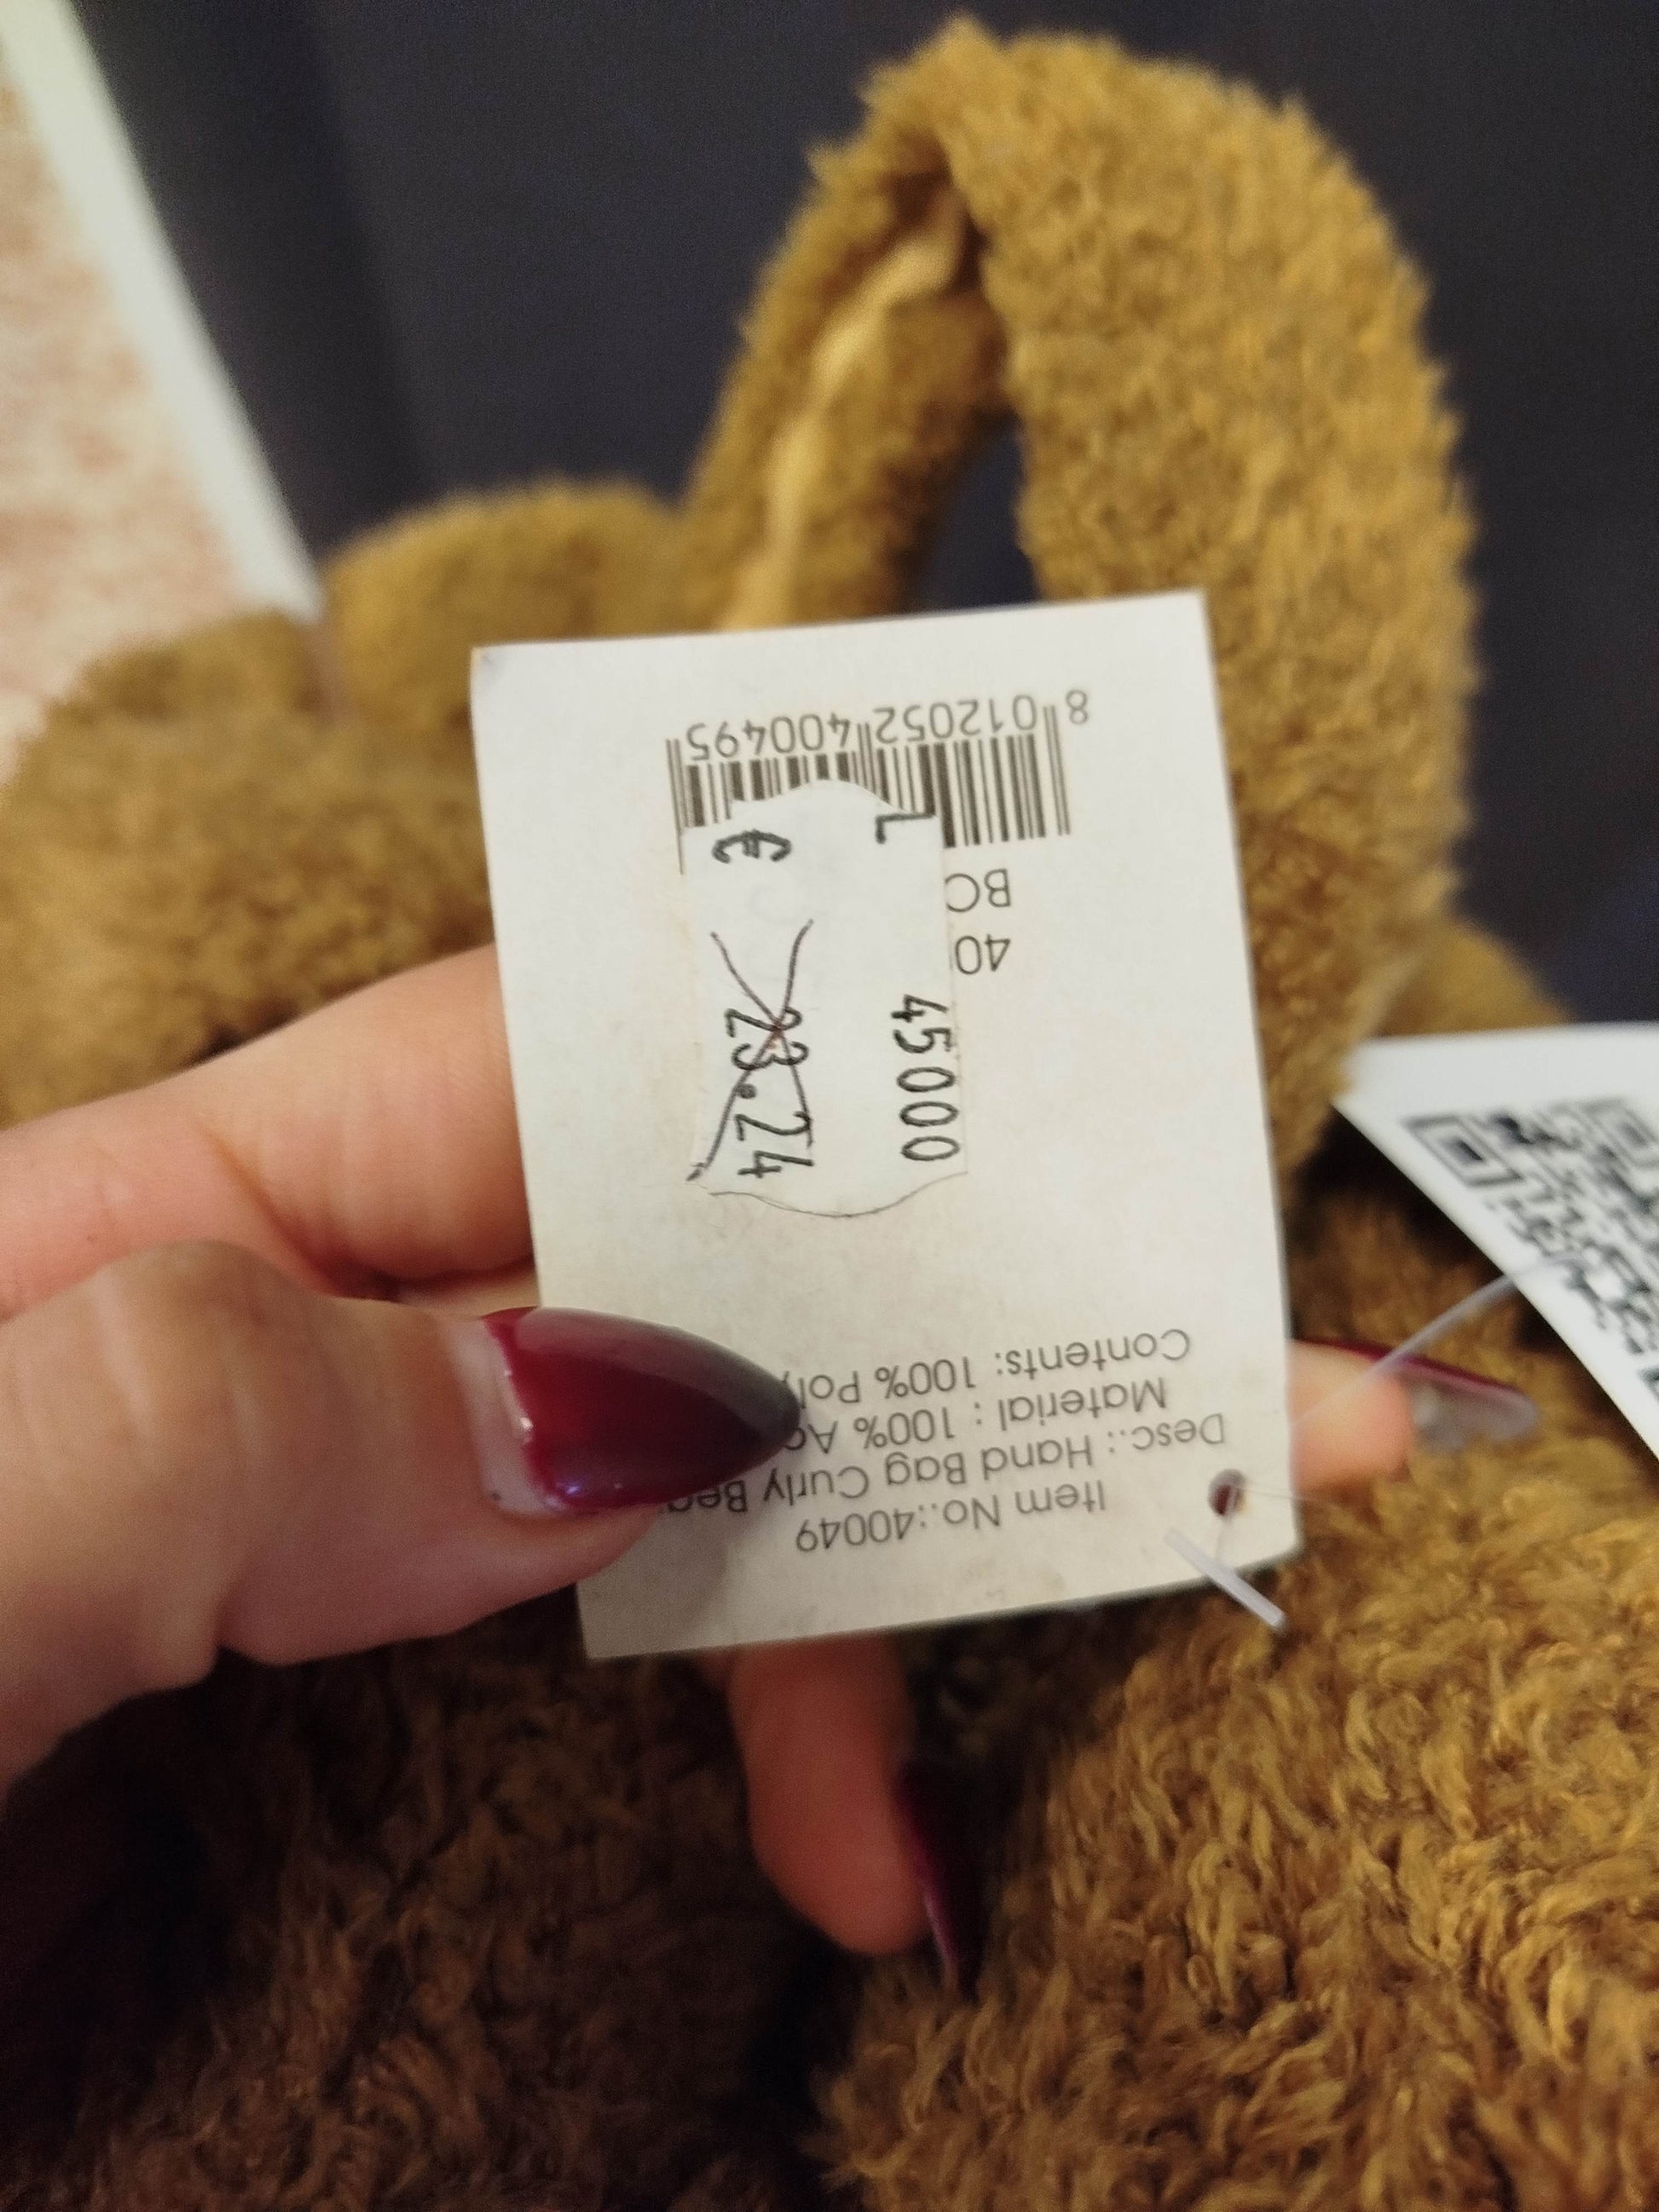 Item No.:40049
Desc.: Hand Bag Curly Bea
Material : 100% Ac
Contents: 100% Pol
40
BC
8 012052 400495
L 45000
€ 23.24